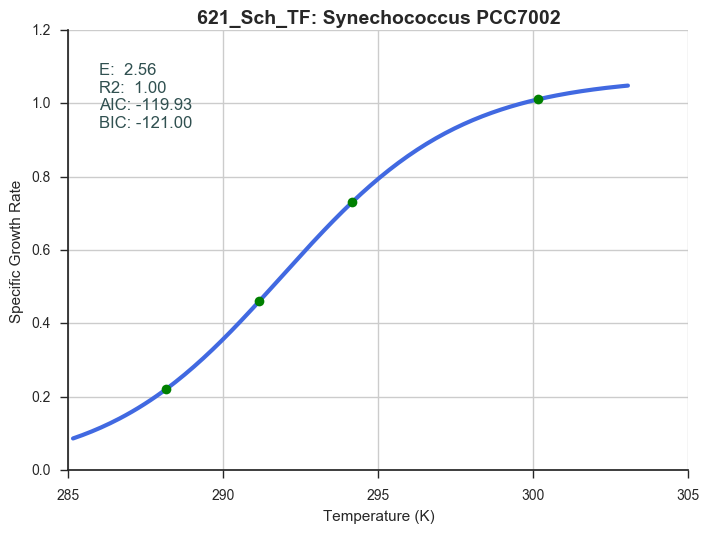 621_Sch_TF: Synechococcus PCC7002
E:  2.56
R2:  1.00
AIC: -119.93
BIC: -121.00
Specific Growth Rate
1.2
1.0
0.8
0.6
0.4
0.2
0.0
285 290 295 300 305
Temperature (K)